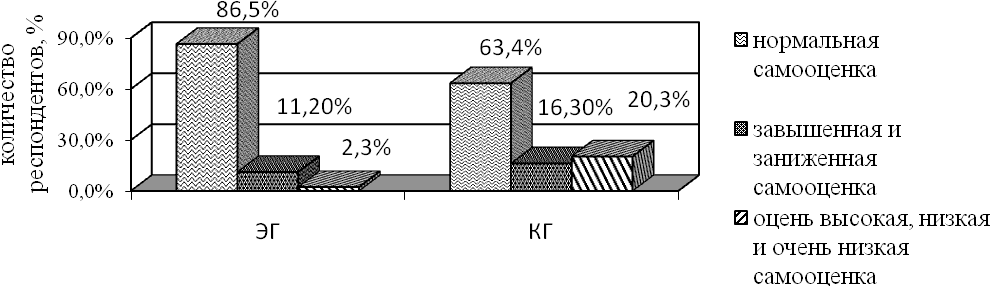 количество
респондентов, %
90,0%
60,0%
30,0%
0,0%
86,5%
11,20%
2,3%
63,4%
16,30%
20,3%
ЭГ
КГ
нормальная
самооценка
завышенная и
заниженная
самооценка
оцень высокая, низкая
и очень низкая
самооценка